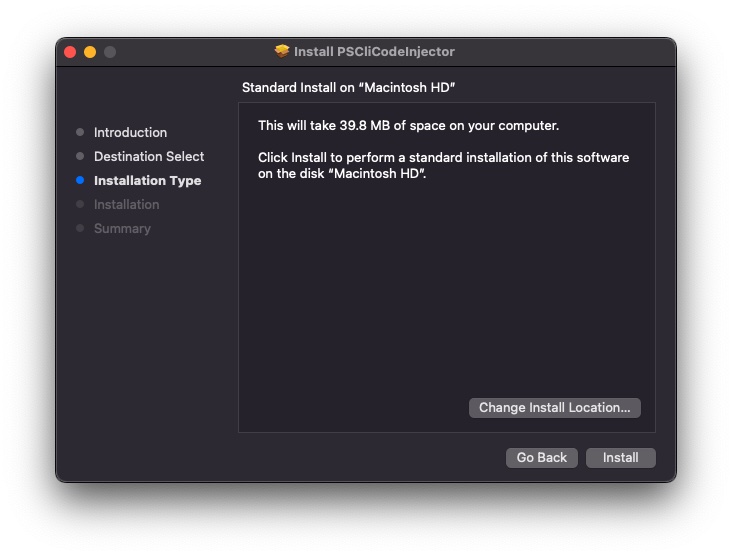 Install PSCliCodeInjector
Standard Install on “Macintosh HD”
Introduction
Destination Select
Installation Type
Installation
Summary
This will take 39.8 MB of space on your computer.
Click Install to perform a standard installation of this software
on the disk “Macintosh HD”.
Change Install Location...
Go Back
Install